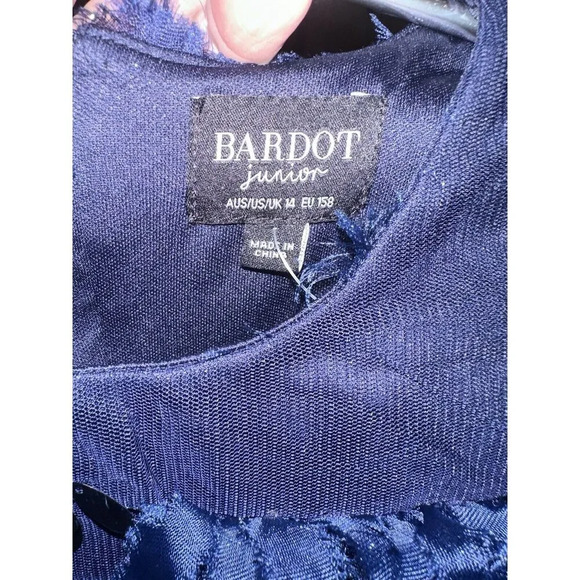 BARDOT
junior
AUS/US/UK 14 EU 158
MADE IN
CHINA